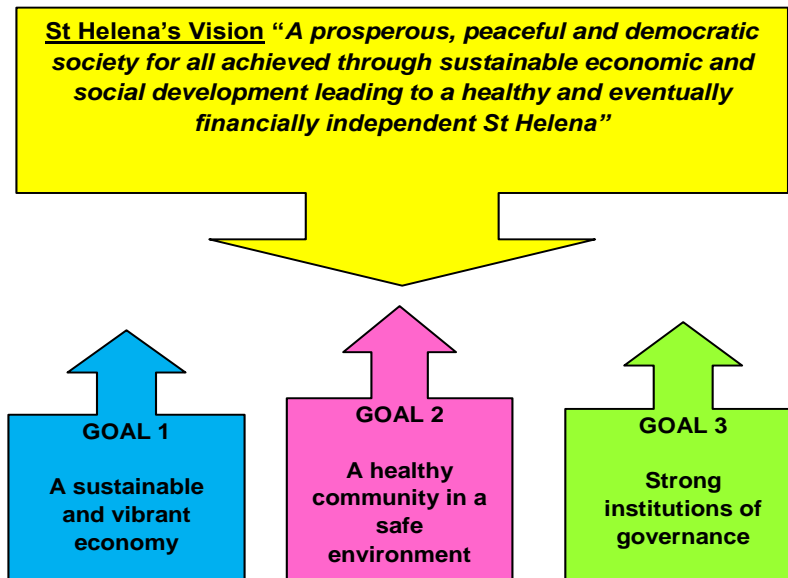 St Helena's Vision “A prosperous, peaceful and democratic
society for all achieved through sustainable economic and
social development leading to a healthy and eventually
financially independent St Helena”
GOAL 1
A sustainable
and vibrant
economy
GOAL 2
A healthy
community in a
safe
environment
GOAL 3
Strong
institutions of
governance